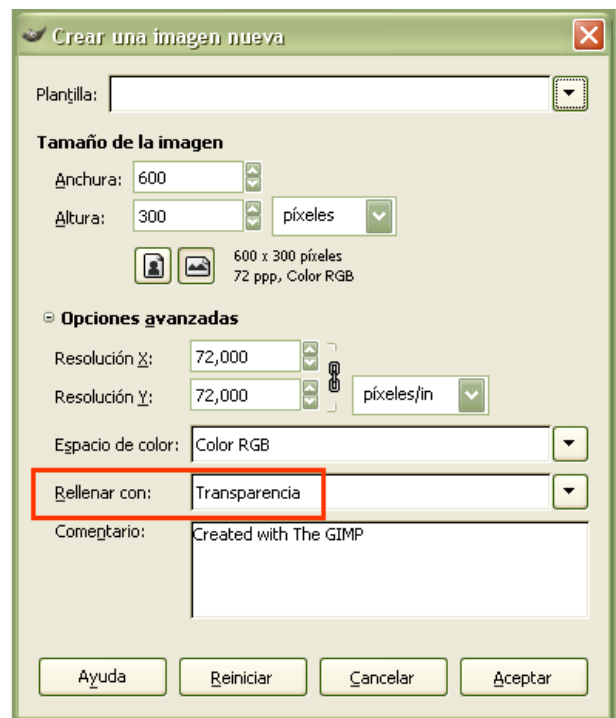 Crear una imagen nueva
Plantilla:
Tamaño de la imagen
Anchura: 600
Altura: 300 píxeles
600 x 300 píxeles
72 ppp, Color RGB
Opciones avanzadas
Resolución X: 72,000
Resolución Y: 72,000 píxeles/in
Espacio de color: Color RGB
Rellenar con: Transparencia
Comentario: Created with The GIMP
Ayuda Reiniciar Cancelar Aceptar